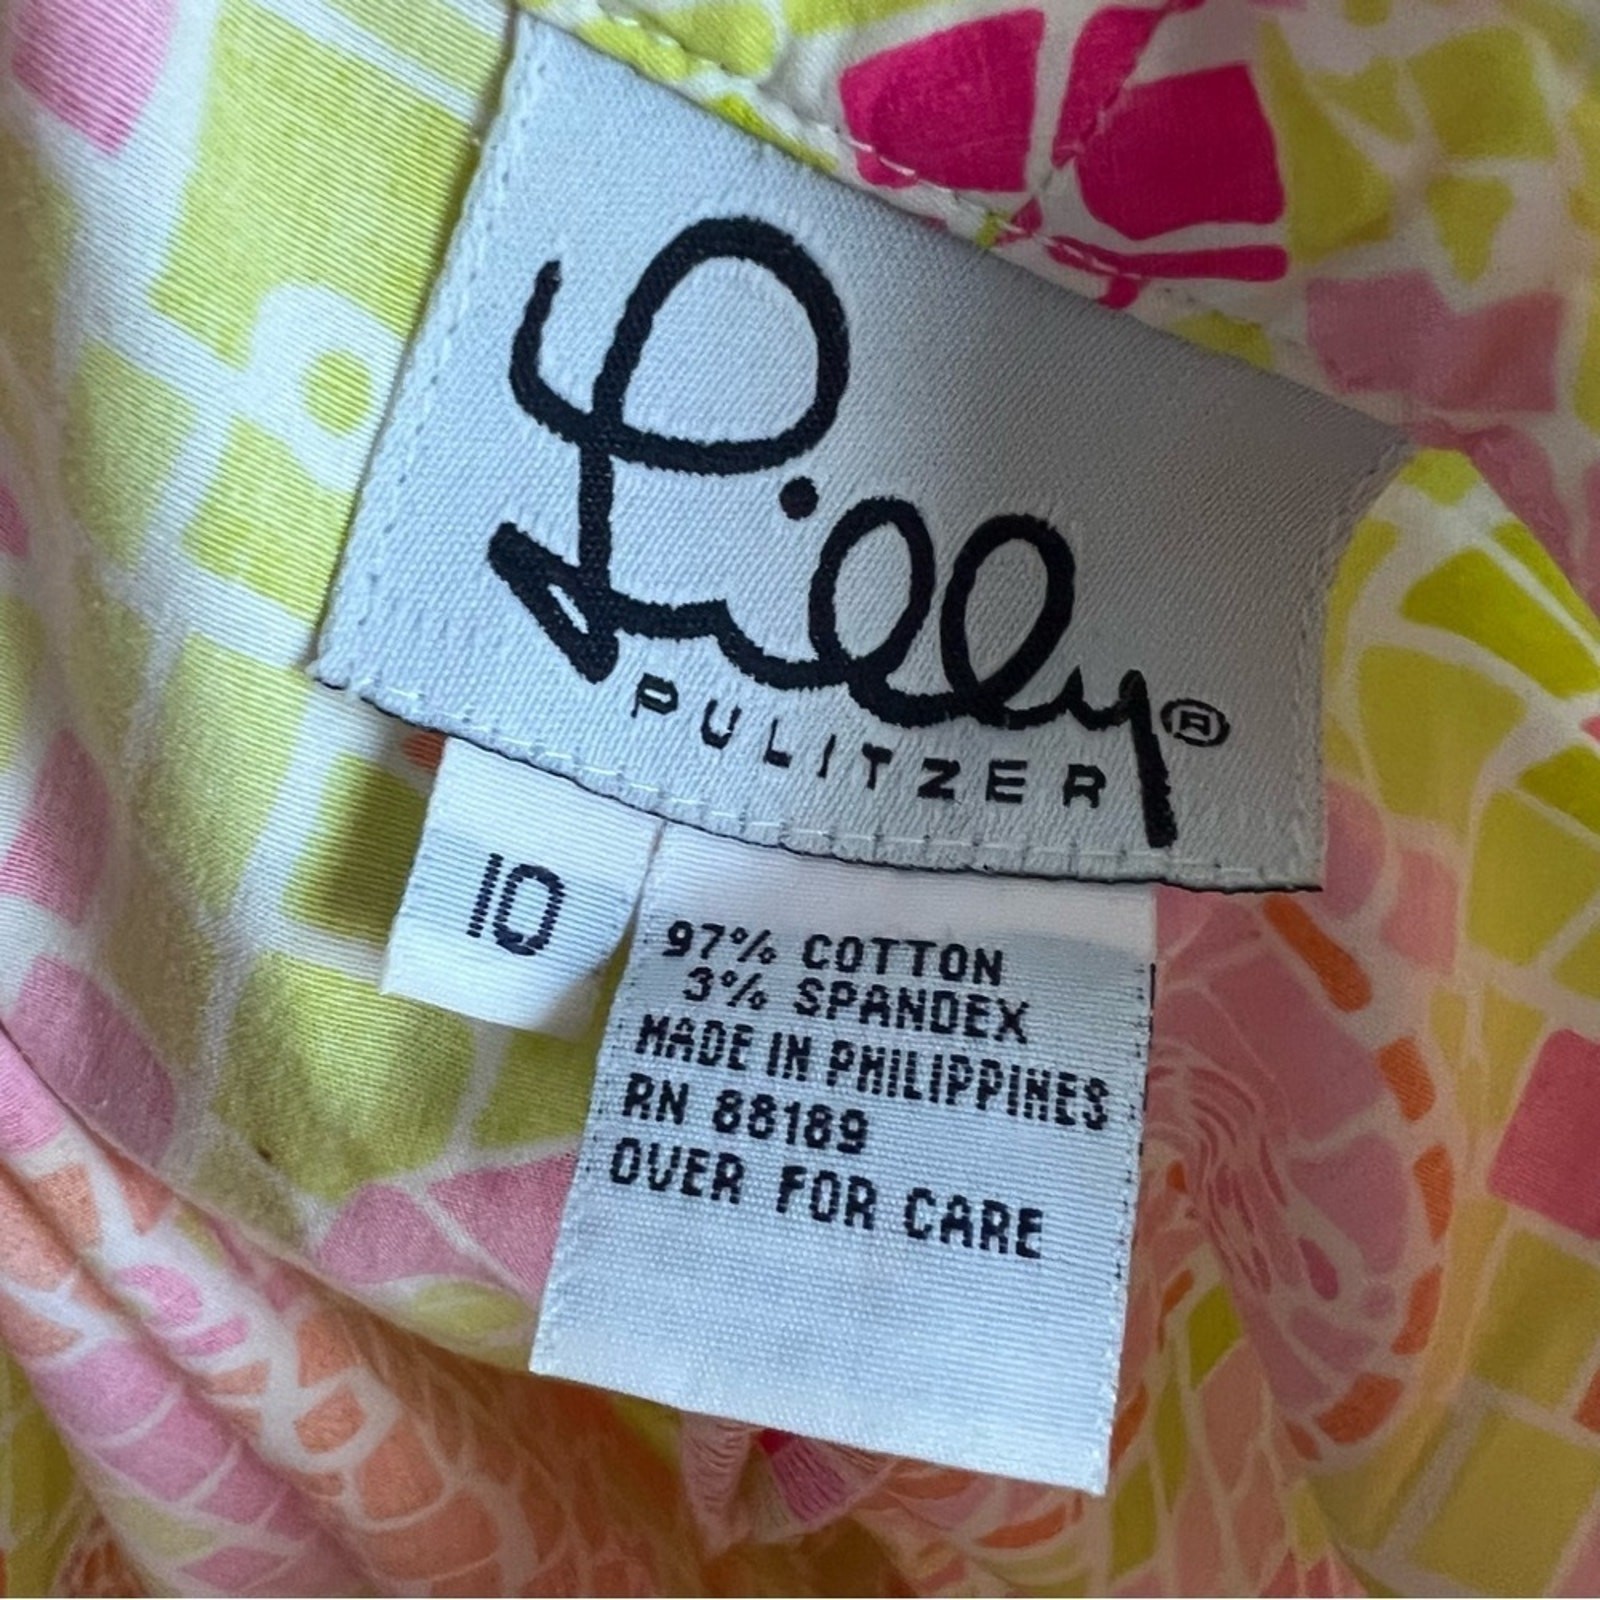 Lilly®
PULITZER
10
97% COTTON
3% SPANDEX
MADE IN PHILIPPINES
RN 88189
OVER FOR CARE